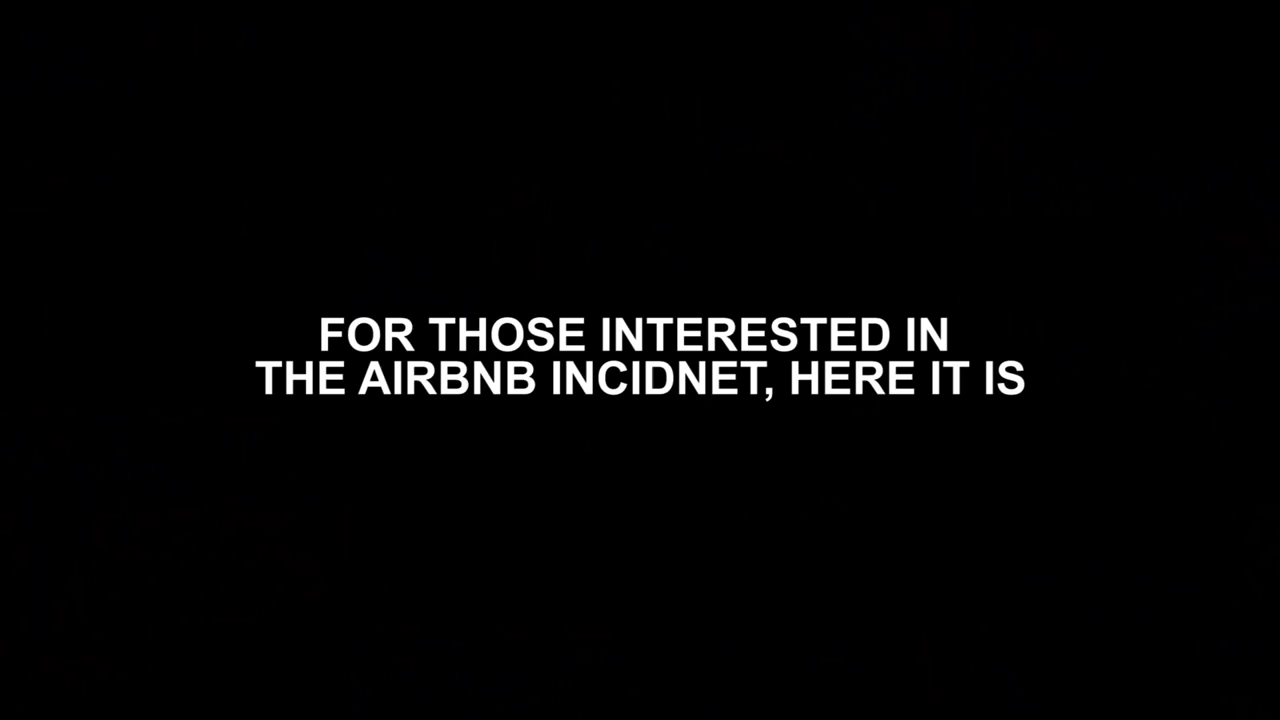 FOR THOSE INTERESTED IN
THE AIRBNB INCIDNET, HERE IT IS